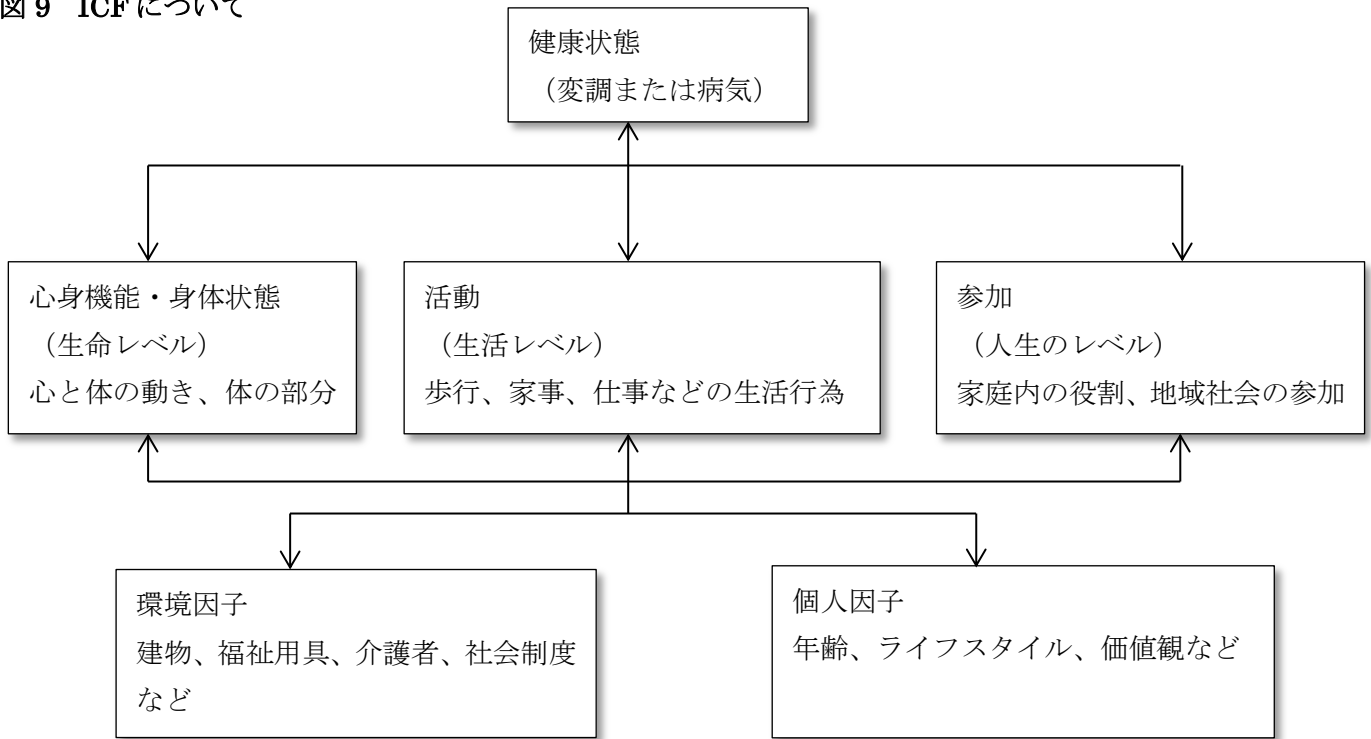 図 9 ICF について
健康状態
（変調または病気）
心身機能・身体状態
（生命レベル）
心と体の動き、体の部分
活動
（生活レベル）
歩行、家事、仕事などの生活行為
参加
（人生のレベル）
家庭内の役割、地域社会の参加
環境因子
建物、福祉用具、介護者、社会制度
など
個人因子
年齢、ライフスタイル、価値観など